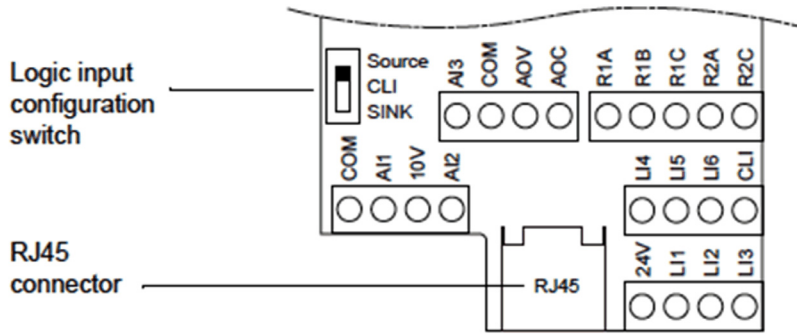 Logic input
configuration
switch
Source
CLI
SINK
AI3 COM AOV AOC
R1A R1B R1C R2A R2C
COM AI1 10V AI2
LI4 LI5 LI6 CLI
RJ45
connector
RJ45
24V LI1 LI2 LI3